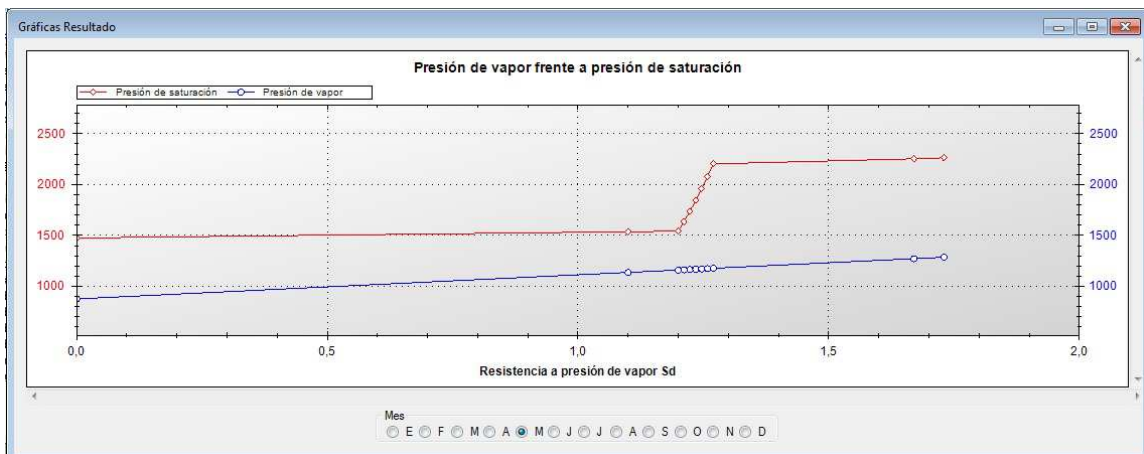 Gráficas Resultado
Presión de vapor frente a presión de saturación
Presión de saturación Presión de vapor
2500 2500
2000 2000
1500 1500
1000 1000
0,0 0,5 1,0 1,5 2,0
Resistencia a presión de vapor Sd
Mes
E F M A M J J A S O N D